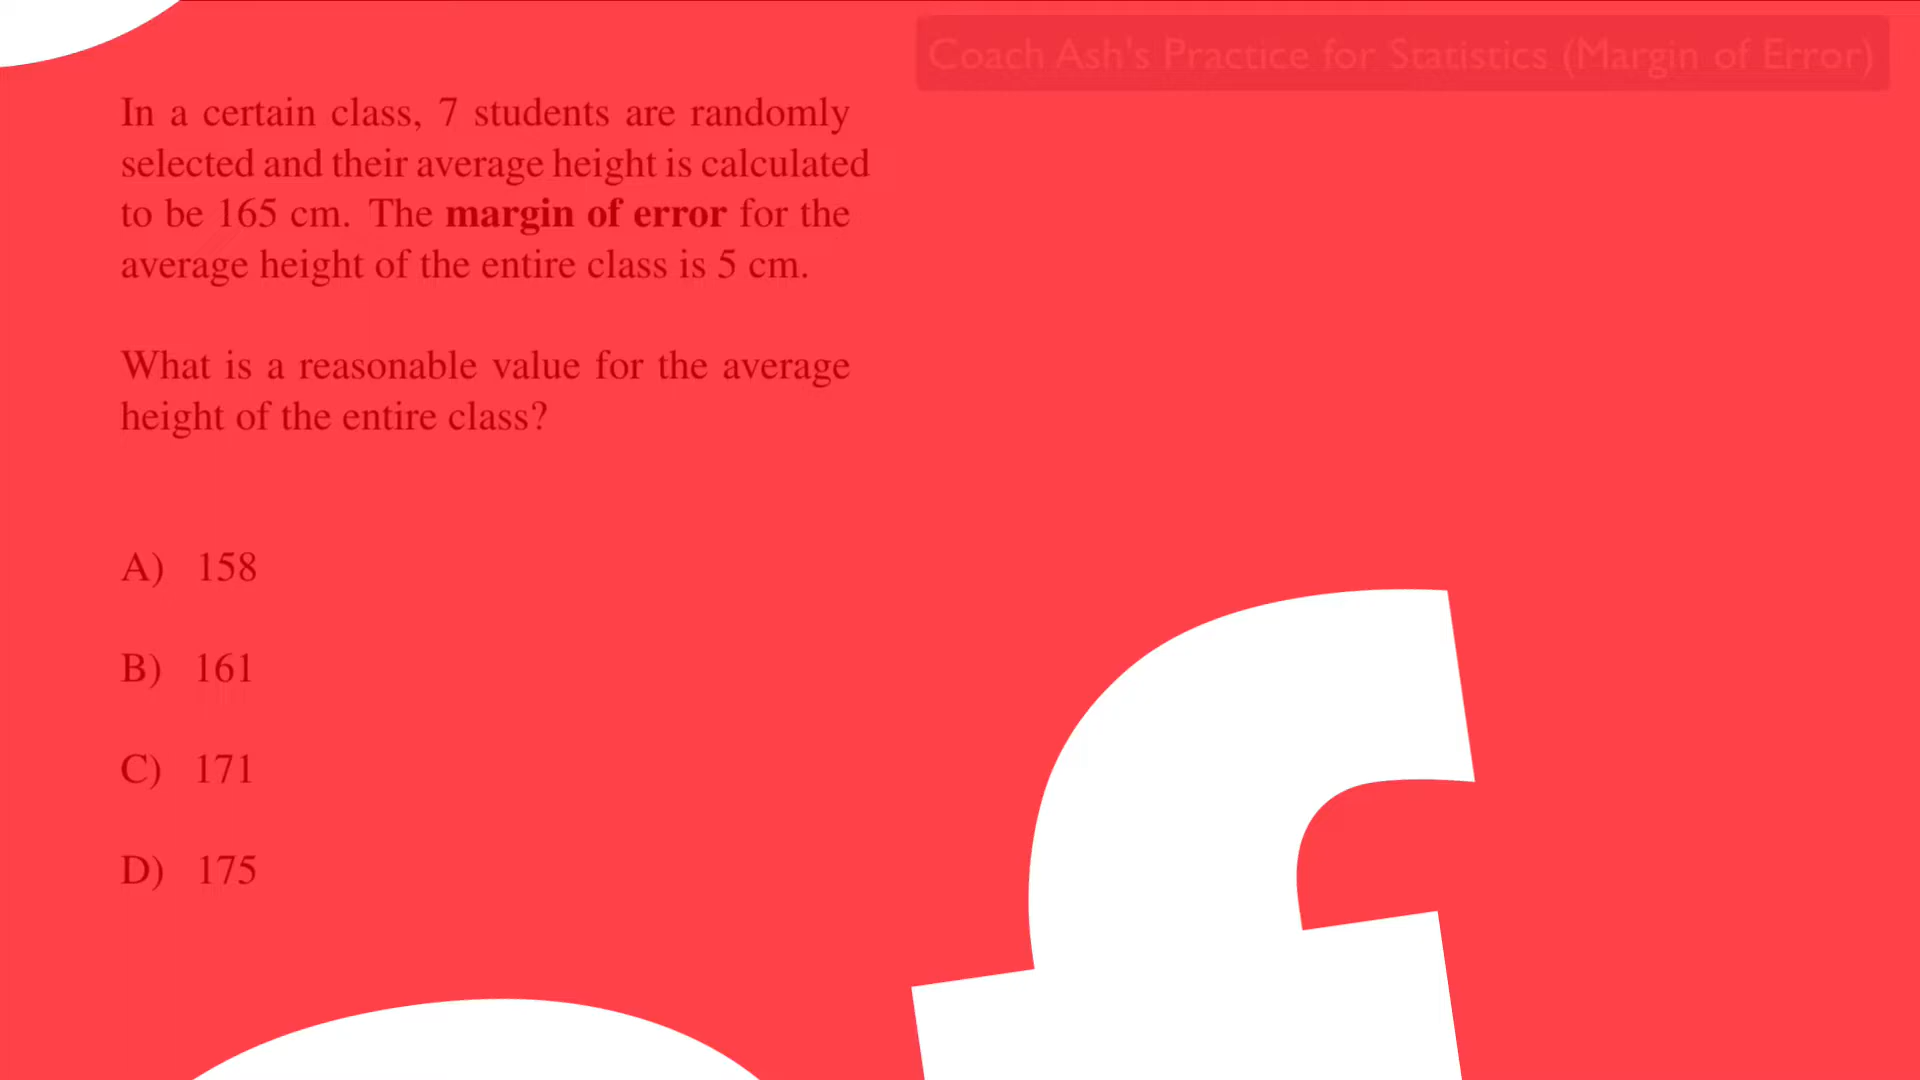 Coach Ash's Practice for Statistics (Margin of Error)
In a certain class, 7 students are randomly
selected and their average height is calculated
to be 165 cm. The margin of error for the
average height of the entire class is 5 cm.
What is a reasonable value for the average
height of the entire class?
A) 158
B) 161
C) 171
D) 175